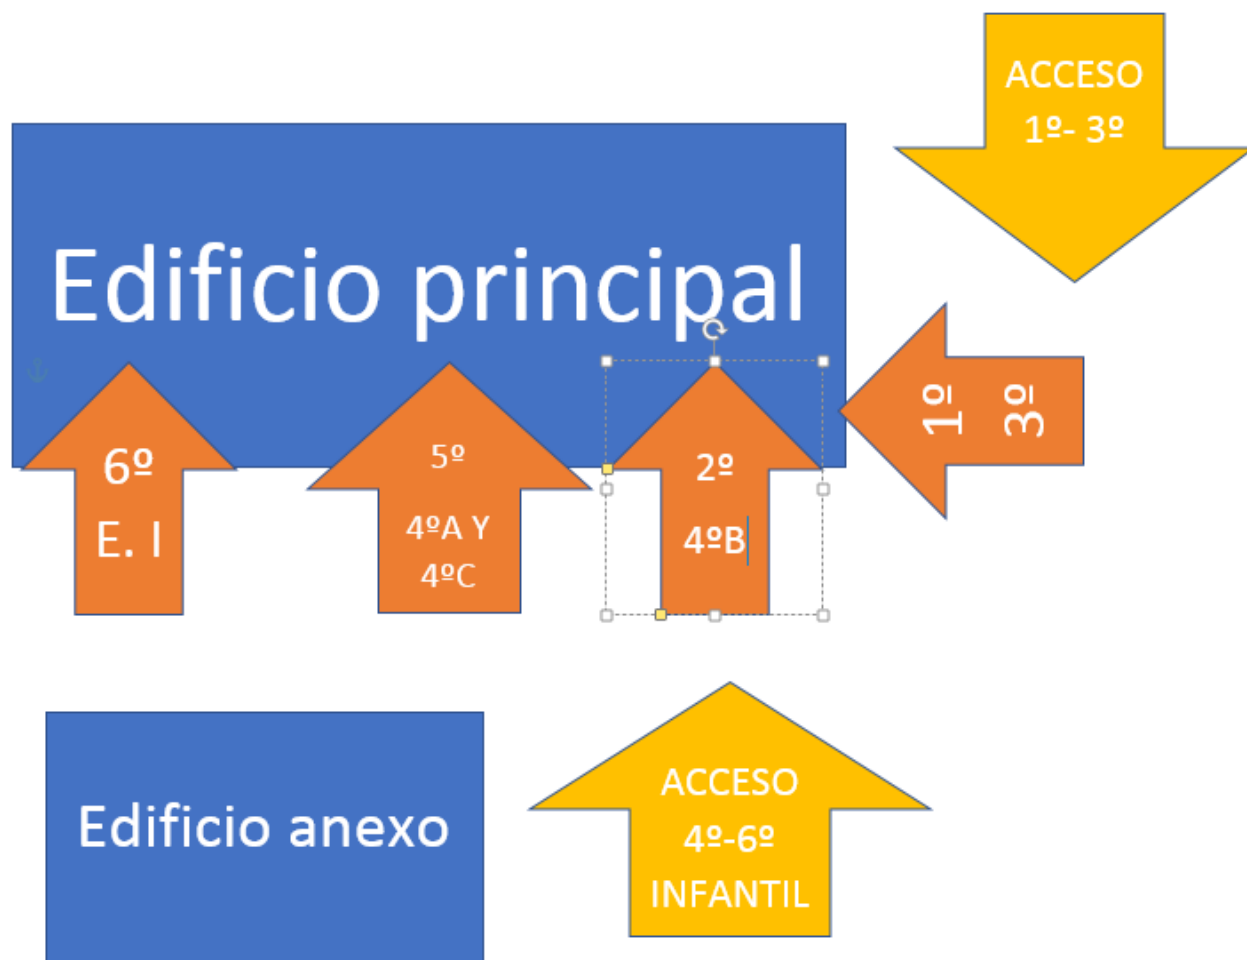 ACCESO
1º- 3º
Edificio principal
1º
3º
6º
E. I
5º
4ºA Y
4ºC
2º
4ºB
Edificio anexo
ACCESO
4º-6º
INFANTIL